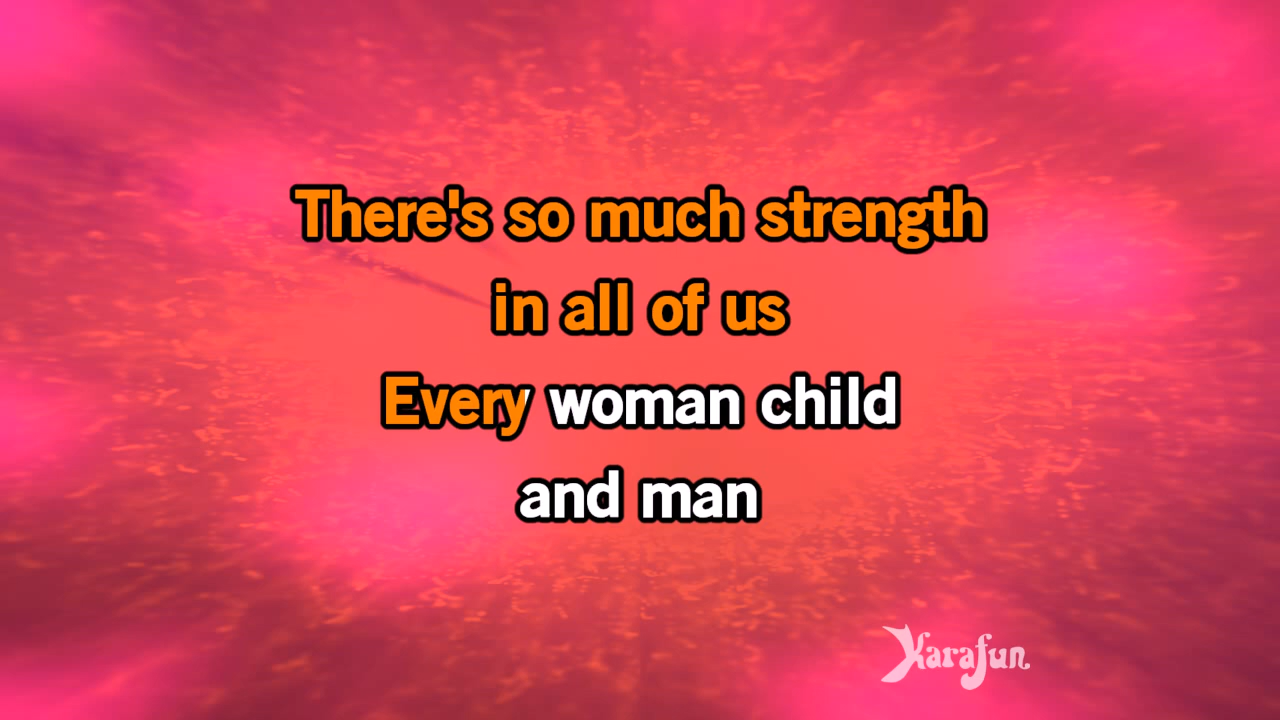 There's so much strength
in all of us
Every woman child
and man
Karafun